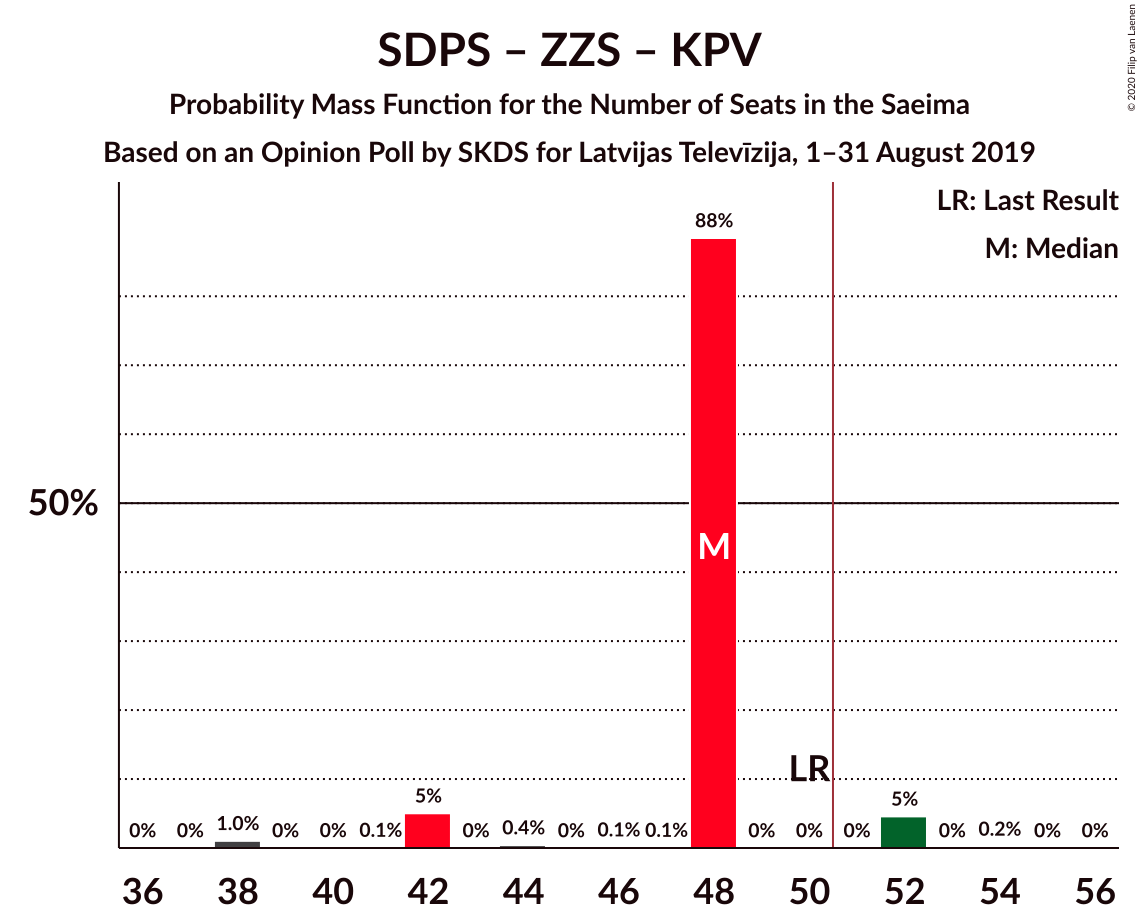 SDPS – ZZS – KPV
Probability Mass Function for the Number of Seats in the Saeima
Based on an Opinion Poll by SKDS for Latvijas Televīzija, 1–31 August 2019
© 2020 Filip van Laenen
LR: Last Result
M: Median
88%
50%
M
LR
0% 0% 1.0% 0% 0% 0.1% 5% 0% 0.4% 0% 0.1% 0.1% 0% 0% 0% 5% 0% 0.2% 0% 0%
36 38 40 42 44 46 48 50 52 54 56